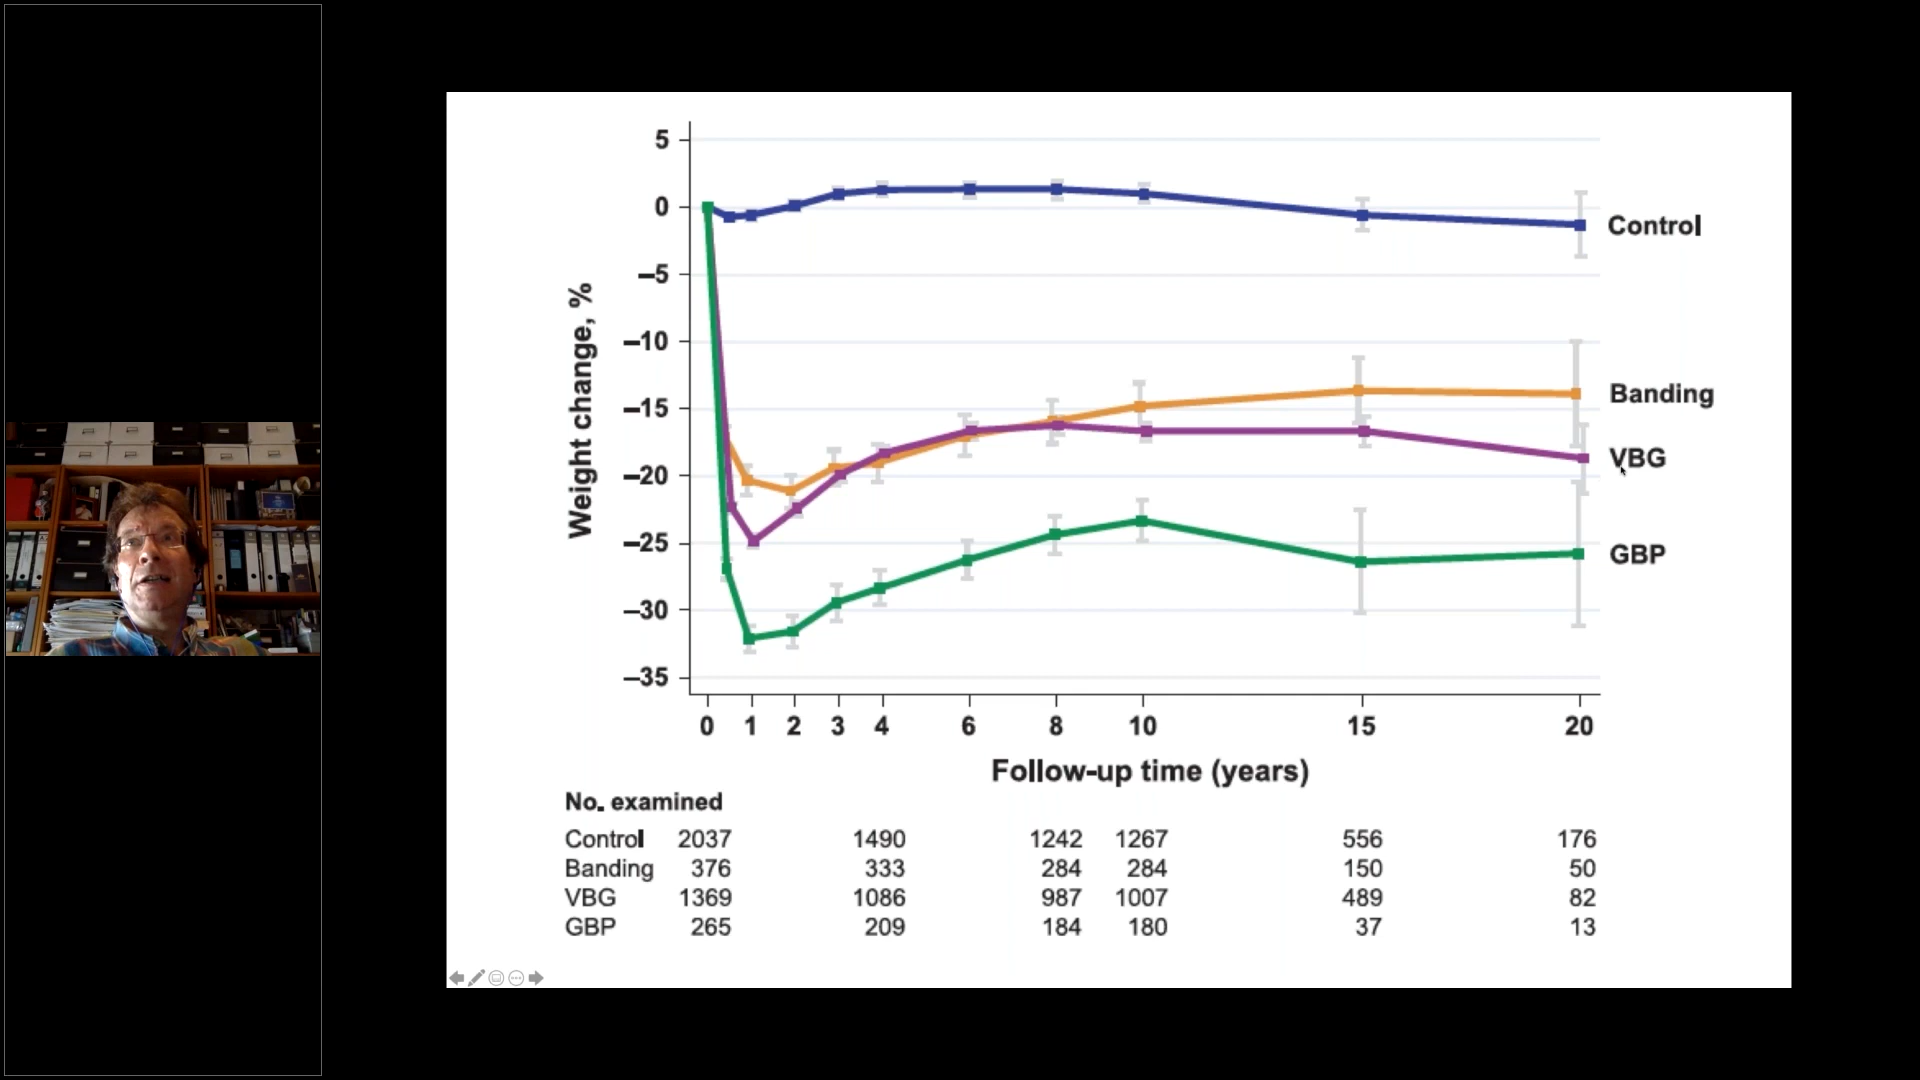 5
0
–5
–10
–15
–20
–25
–30
–35
Weight change, %
Control
Banding
VBG
GBP
0 1 2 3 4 6 8 10 15 20
Follow-up time (years)
No. examined
Control 2037 1490 1242 1267 556 176
Banding 376 333 284 284 150 50
VBG 1369 1086 987 1007 489 82
GBP 265 209 184 180 37 13